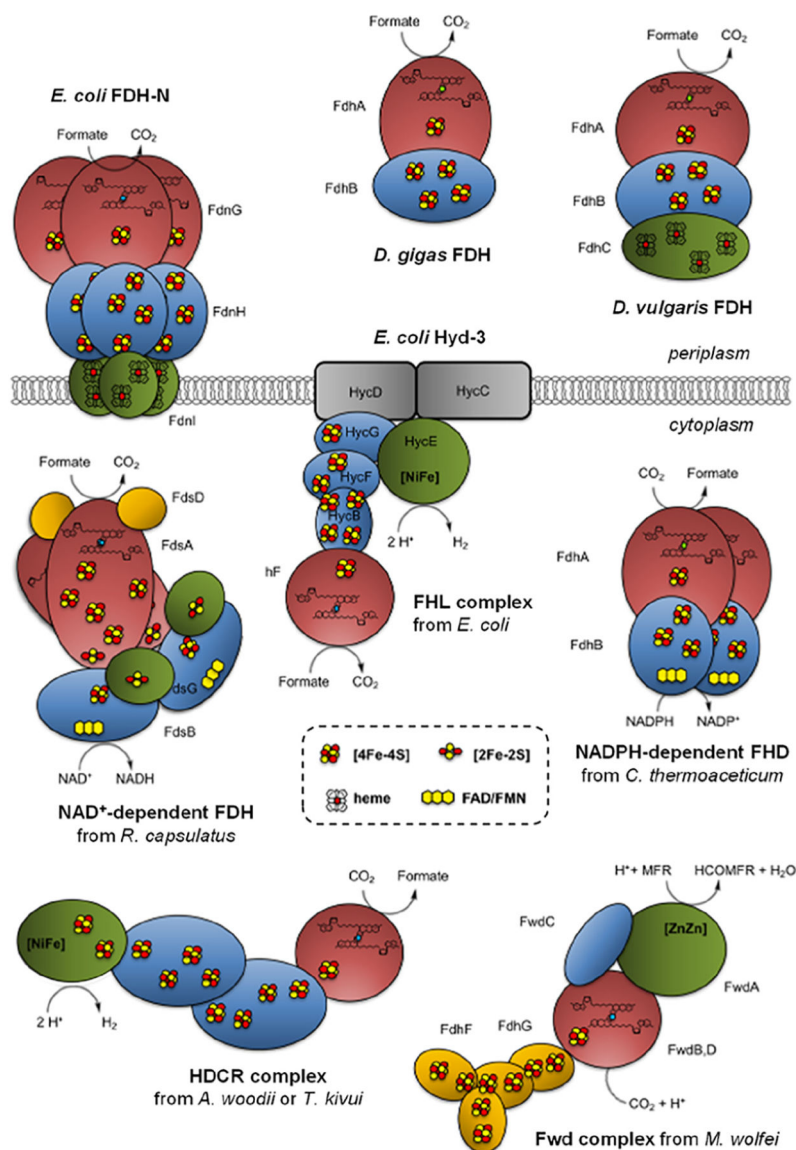 Formate CO₂
FdhA
FdhB
D. gigas FDH
Formate CO₂
FdhA
FdhB
FdhC
D. vulgaris FDH
E. coli FDH-N
Formate CO₂
FdnG
FdnH
FdnI
E. coli Hyd-3
periplasm
cytoplasm
HycD HycC
HycG HycE
HycF [NiFe]
HycB
2 H⁺ H₂
hF
FHL complex
from E. coli
Formate CO₂
Formate CO₂
FdsD
FdsA
dsG
FdsB
NAD⁺ NADH
NAD⁺-dependent FDH
from R. capsulatus
CO₂ Formate
FdhA
FdhB
NADPH NADP⁺
NADPH-dependent FHD
from C. thermoaceticum
[4Fe-4S] [2Fe-2S]
heme FAD/FMN
CO₂ Formate
[NiFe]
2 H⁺ H₂
HDCR complex
from A. woodii or T. kivui
H⁺ + MFR HCOMFR + H₂O
FwdC
[ZnZn]
FwdA
FdhF FdhG
FwdB,D
CO₂ + H⁺
Fwd complex from M. wolfei